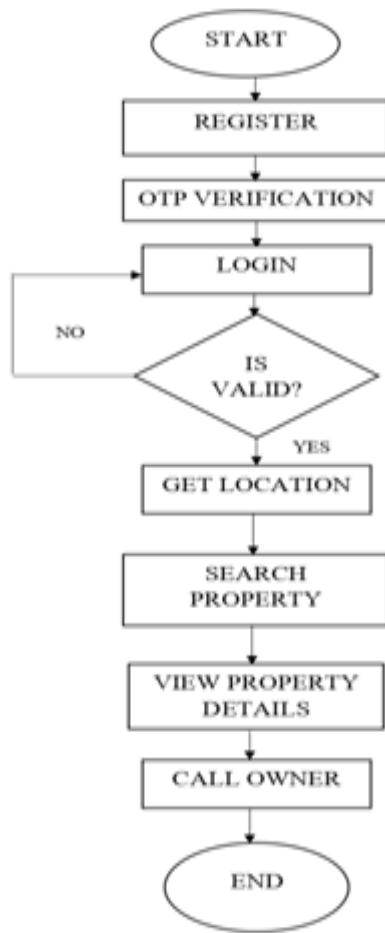 START
REGISTER
OTP VERIFICATION
LOGIN
NO
IS
VALID?
YES
GET LOCATION
SEARCH
PROPERTY
VIEW PROPERTY
DETAILS
CALL OWNER
END